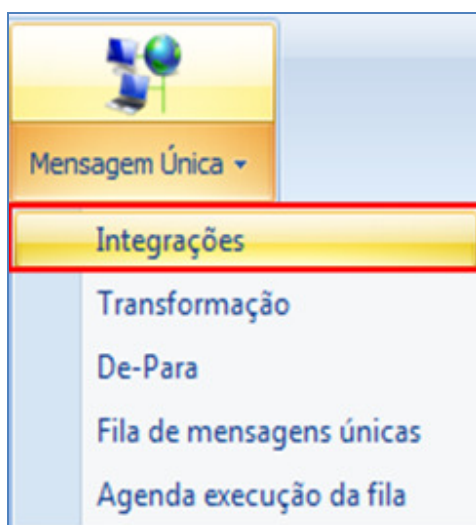 Mensagem Única
Integrações
Transformação
De-Para
Fila de mensagens únicas
Agenda execução da fila